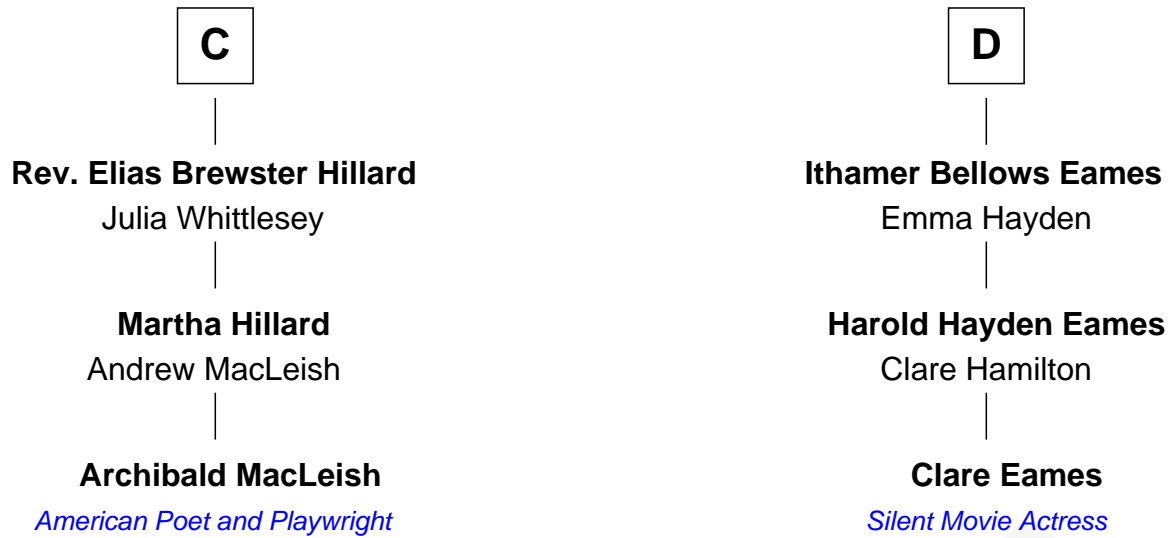 C
Rev. Elias Brewster Hillard
Julia Whittlesey
Martha Hillard
Andrew MacLeish
Archibald MacLeish
American Poet and Playwright
D
Ithamer Bellows Eames
Emma Hayden
Harold Hayden Eames
Clare Hamilton
Clare Eames
Silent Movie Actress